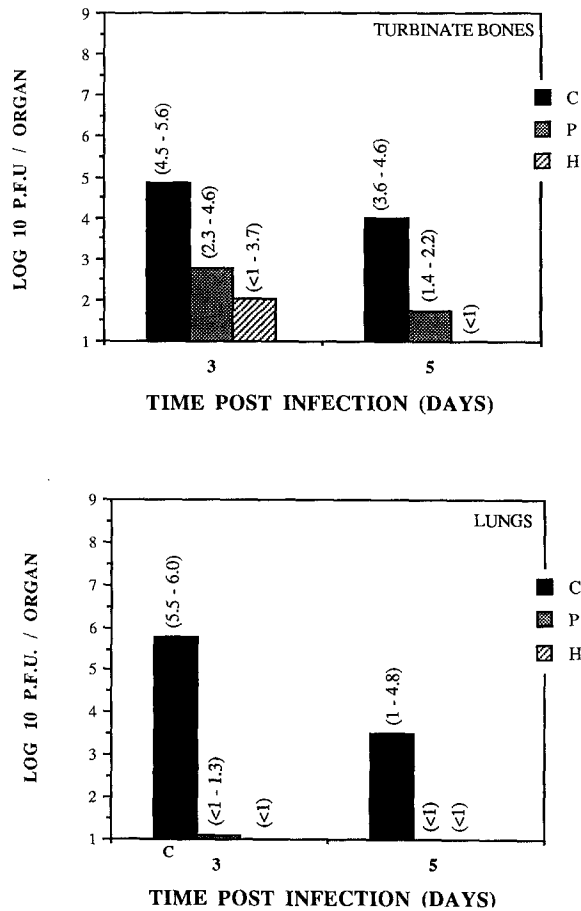 TURBINATE BONES
LOG 10 P.F.U / ORGAN
9
8
7
6
5
4
3
2
1
(4.5 - 5.6)
(2.3 - 4.6)
(<1 - 3.7)
(3.6 - 4.6)
(1.4 - 2.2)
(<1)
C
P
H
3
5
TIME POST INFECTION (DAYS)
LUNGS
LOG 10 P.F.U. / ORGAN
9
8
7
6
5
4
3
2
1
(5.5 - 6.0)
(<1 - 1.3)
(<1)
(1 - 4.8)
(<1)
(<1)
C
P
H
C
3
5
TIME POST INFECTION (DAYS)